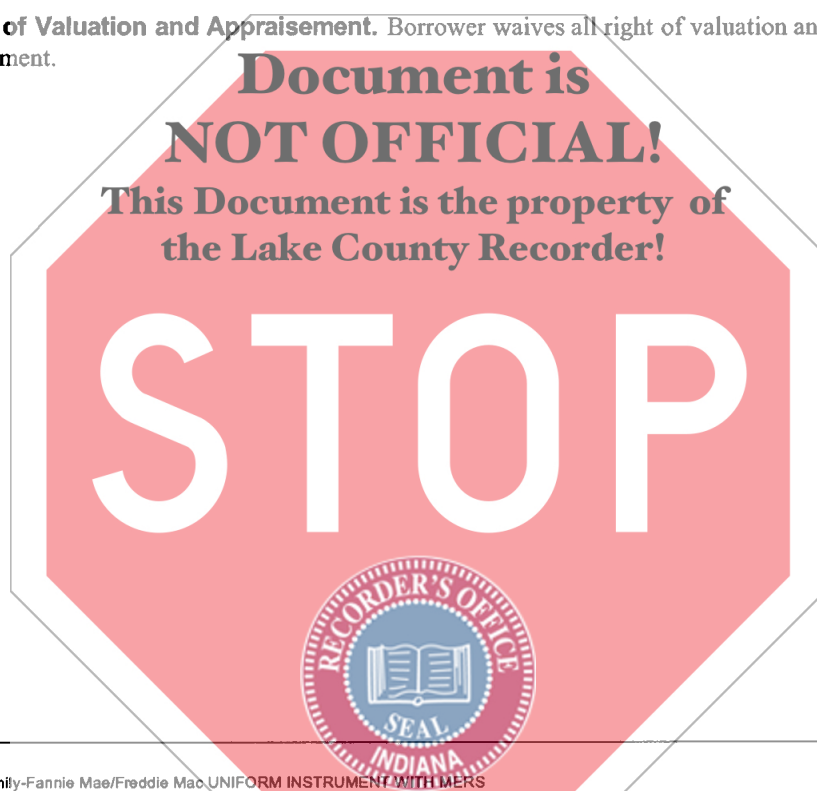 of Valuation and Appraisement. Borrower waives all right of valuation an
ment.
Document is
NOT OFFICIAL!
This Document is the property of
the Lake County Recorder!
STOP
RECORDER'S OFFICE
SEAL
INDIANA
ily-Fannie Mae/Freddie Mac UNIFORM INSTRUMENT WITH MERS